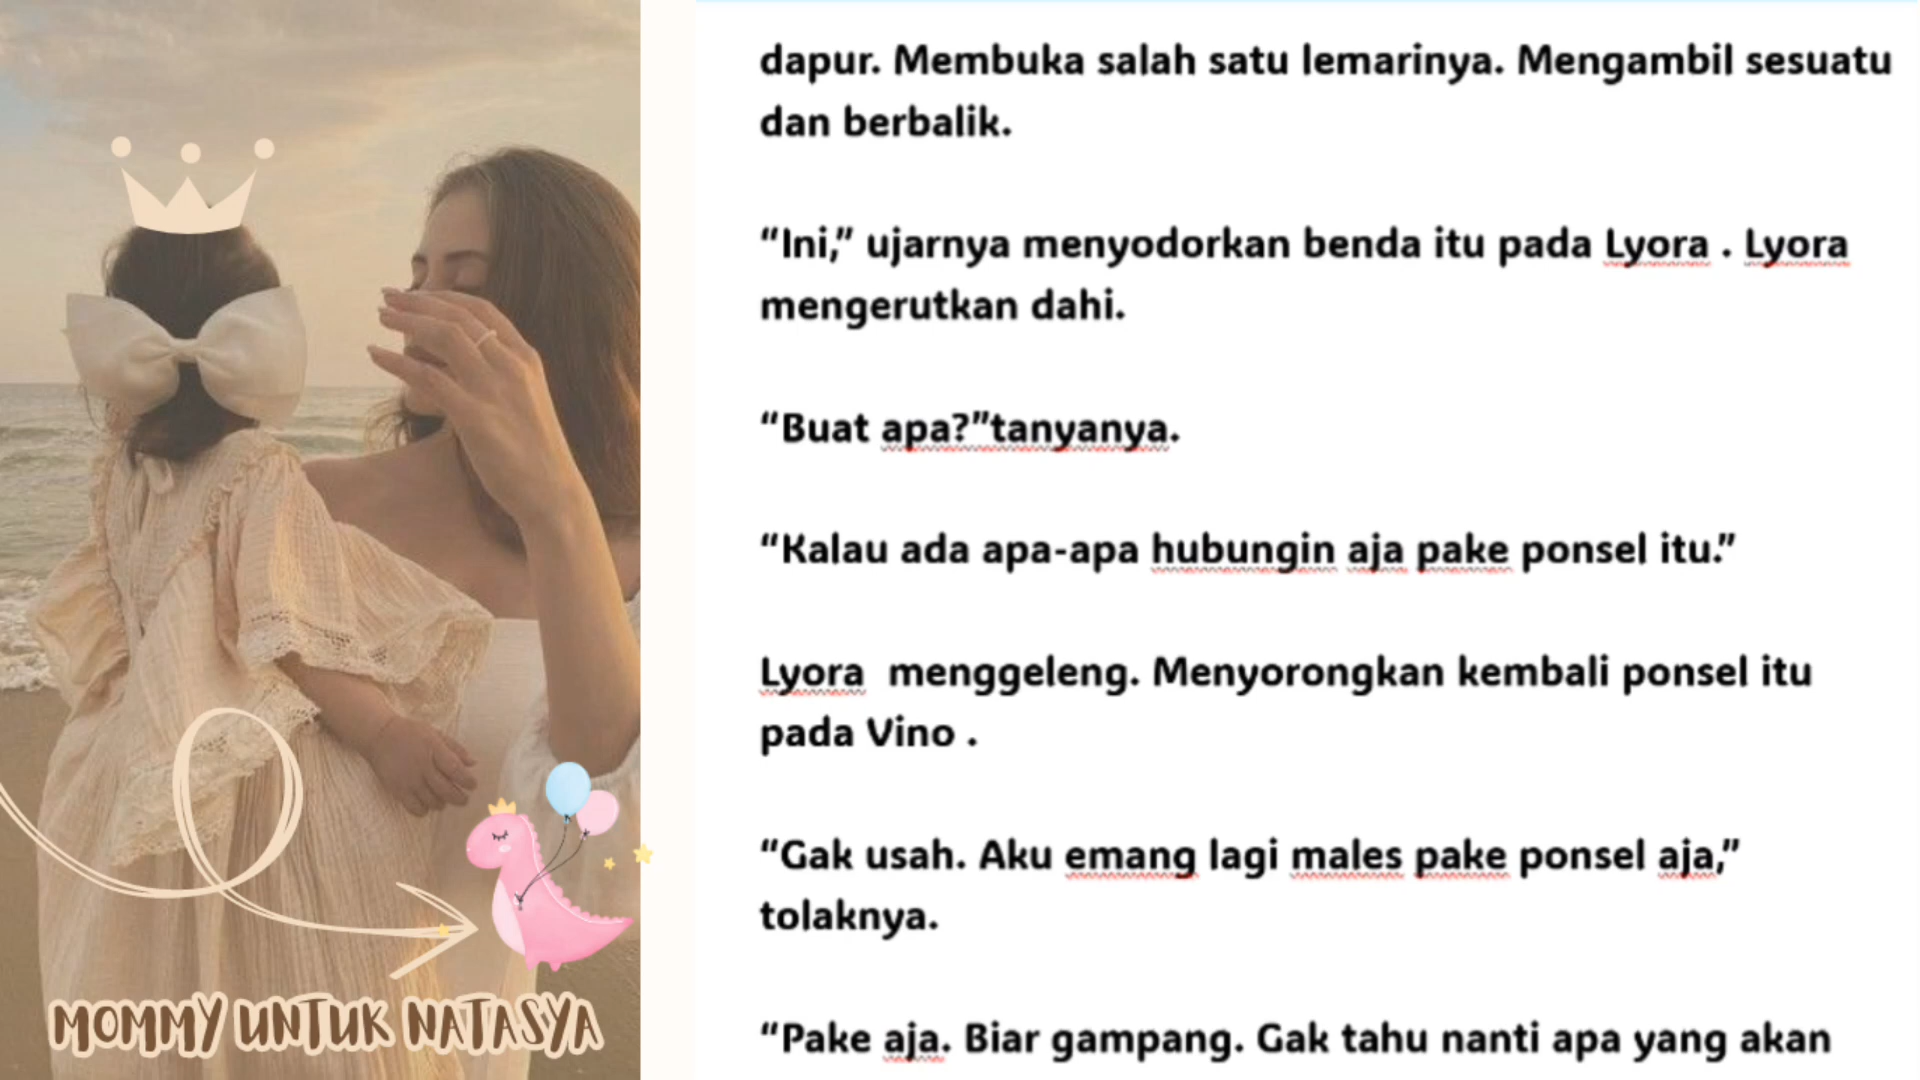 dapur. Membuka salah satu lemarinya. Mengambil sesuatu
dan berbalik.
“Ini,” ujarnya menyodorkan benda itu pada Lyora . Lyora
mengerutkan dahi.
“Buat apa?”tanyanya.
“Kalau ada apa-apa hubungin aja pake ponsel itu.”
Lyora  menggeleng. Menyorongkan kembali ponsel itu
pada Vino .
“Gak usah. Aku emang lagi males pake ponsel aja,”
tolaknya.
“Pake aja. Biar gampang. Gak tahu nanti apa yang akan
MOMMY UNTUK NATASYA